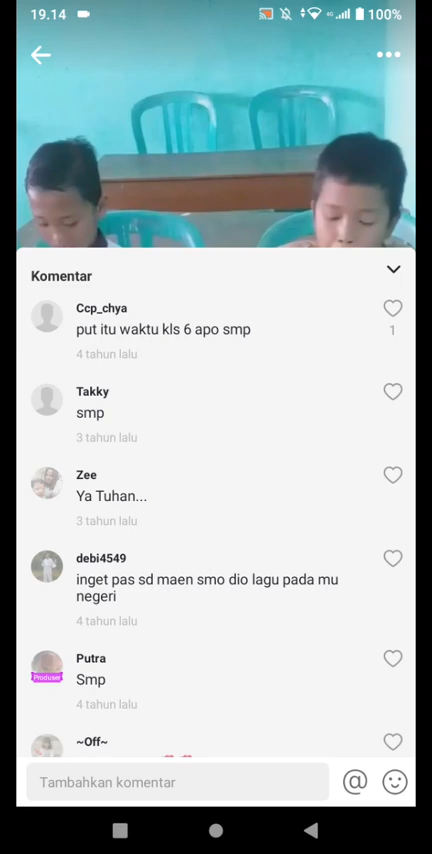 19.14
4G
100%
Komentar
Ccp_chya
put itu waktu kls 6 apo smp
1
4 tahun lalu
Takky
smp
3 tahun lalu
Zee
Ya Tuhan...
3 tahun lalu
debi4549
inget pas sd maen smo dio lagu pada mu
negeri
4 tahun lalu
Putra
Produser
Smp
4 tahun lalu
~Off~
Tambahkan komentar
@